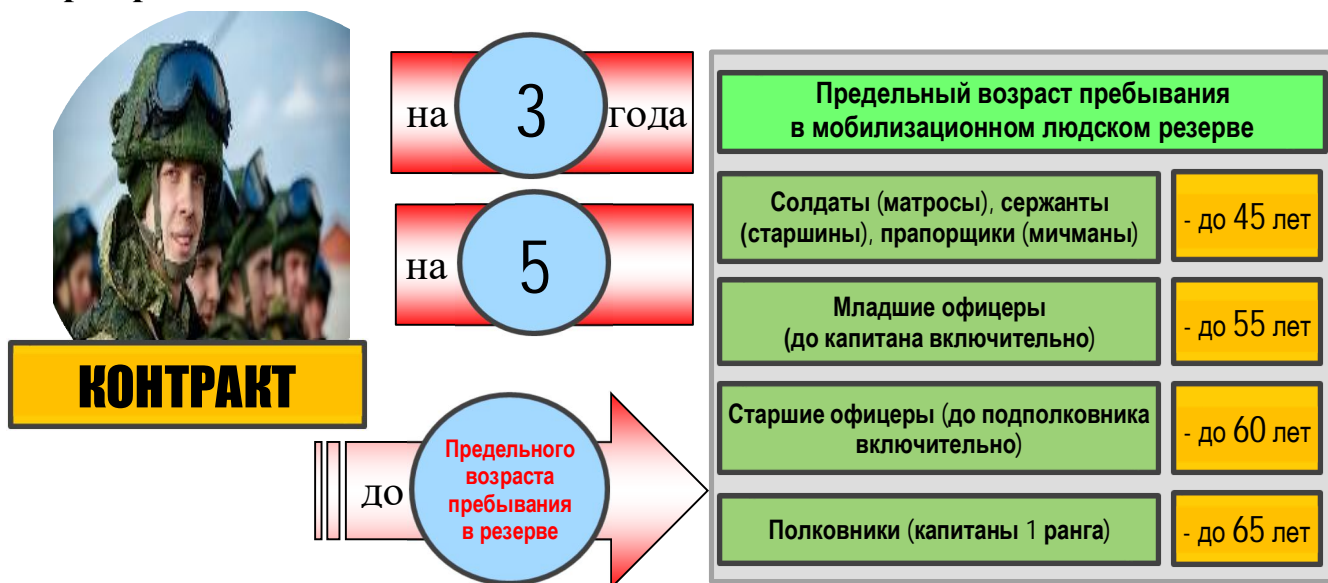 на 3 года
на 5
КОНТРАКТ
до
Предельного
возраста
пребывания
в резерве
Предельный возраст пребывания
в мобилизационном людском резерве
Солдаты (матросы), сержанты
(старшины), прапорщики (мичманы)
- до 45 лет
Младшие офицеры
(до капитана включительно)
- до 55 лет
Старшие офицеры (до подполковника
включительно)
- до 60 лет
Полковники (капитаны 1 ранга)
- до 65 лет